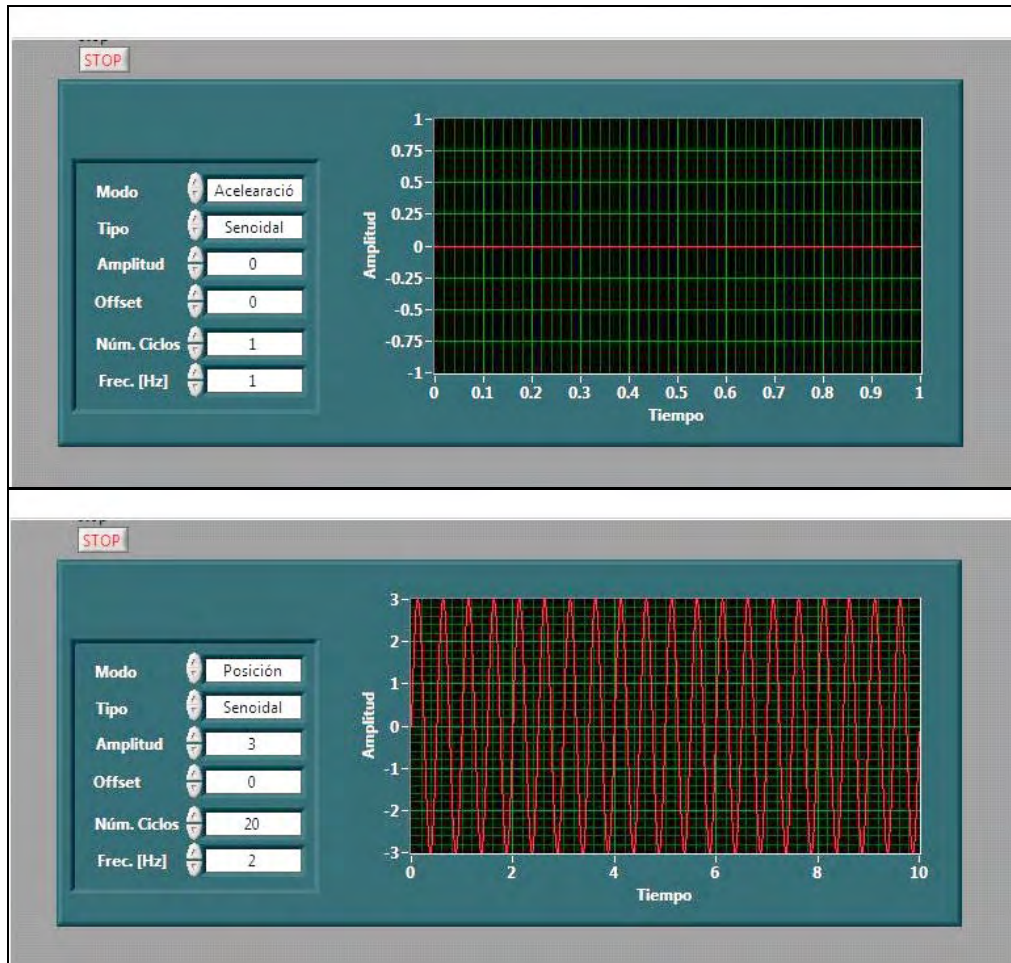 STOP
Modo Acelearació
Tipo Senoidal
Amplitud 0
Offset 0
Núm. Ciclos 1
Frec. [Hz] 1
Amplitud
1
0.75
0.5
0.25
0
-0.25
-0.5
-0.75
-1
0 0.1 0.2 0.3 0.4 0.5 0.6 0.7 0.8 0.9 1
Tiempo
STOP
Modo Posición
Tipo Senoidal
Amplitud 3
Offset 0
Núm. Ciclos 20
Frec. [Hz] 2
Amplitud
3
2
1
0
-1
-2
-3
0 2 4 6 8 10
Tiempo